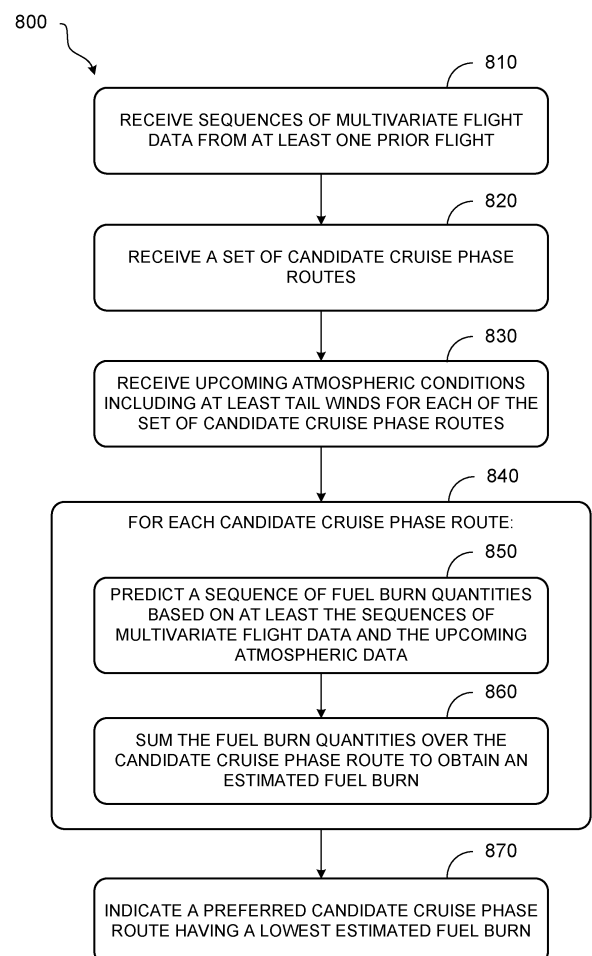 800
810
RECEIVE SEQUENCES OF MULTIVARIATE FLIGHT
DATA FROM AT LEAST ONE PRIOR FLIGHT
820
RECEIVE A SET OF CANDIDATE CRUISE PHASE
ROUTES
830
RECEIVE UPCOMING ATMOSPHERIC CONDITIONS
INCLUDING AT LEAST TAIL WINDS FOR EACH OF THE
SET OF CANDIDATE CRUISE PHASE ROUTES
840
FOR EACH CANDIDATE CRUISE PHASE ROUTE:
850
PREDICT A SEQUENCE OF FUEL BURN QUANTITIES
BASED ON AT LEAST THE SEQUENCES OF
MULTIVARIATE FLIGHT DATA AND THE UPCOMING
ATMOSPHERIC DATA
860
SUM THE FUEL BURN QUANTITIES OVER THE
CANDIDATE CRUISE PHASE ROUTE TO OBTAIN AN
ESTIMATED FUEL BURN
870
INDICATE A PREFERRED CANDIDATE CRUISE PHASE
ROUTE HAVING A LOWEST ESTIMATED FUEL BURN